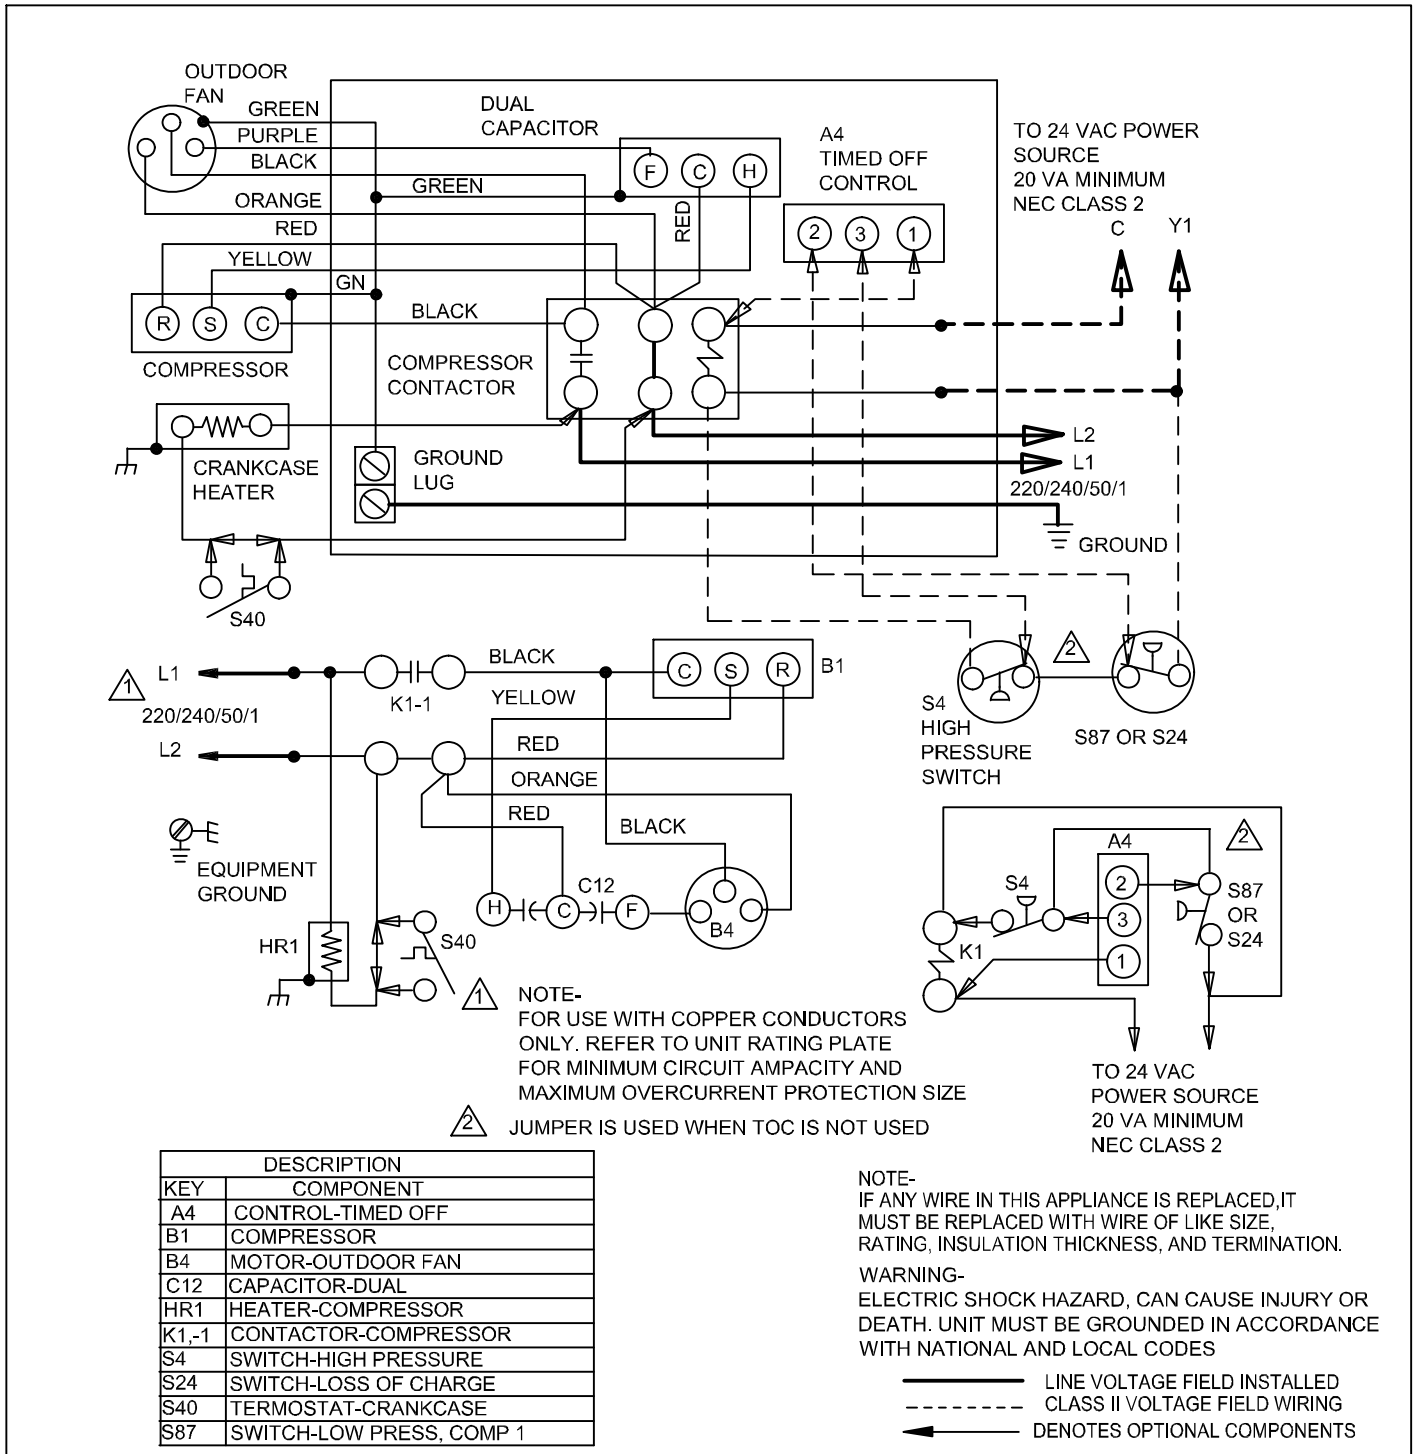 OUTDOOR
FAN
GREEN
PURPLE
BLACK
ORANGE
RED
YELLOW
GN
GREEN
DUAL
CAPACITOR
F C H
RED
A4
TIMED OFF
CONTROL
2 3 1
TO 24 VAC POWER
SOURCE
20 VA MINIMUM
NEC CLASS 2
C Y1
R S C
COMPRESSOR
BLACK
COMPRESSOR
CONTACTOR
CRANKCASE
HEATER
GROUND
LUG
L2
L1
220/240/50/1
GROUND
S40
1
L1
220/240/50/1
L2
K1-1
BLACK
YELLOW
RED
ORANGE
RED
BLACK
C S R
B1
S4
HIGH
PRESSURE
SWITCH
2
S87 OR S24
EQUIPMENT
GROUND
H C F
C12
B4
HR1
S40
A4
2
3
1
S4
K1
2
S87
OR
S24
TO 24 VAC
POWER SOURCE
20 VA MINIMUM
NEC CLASS 2
1 NOTE-
FOR USE WITH COPPER CONDUCTORS
ONLY. REFER TO UNIT RATING PLATE
FOR MINIMUM CIRCUIT AMPACITY AND
MAXIMUM OVERCURRENT PROTECTION SIZE
2 JUMPER IS USED WHEN TOC IS NOT USED
DESCRIPTION
KEY COMPONENT
A4 CONTROL-TIMED OFF
B1 COMPRESSOR
B4 MOTOR-OUTDOOR FAN
C12 CAPACITOR-DUAL
HR1 HEATER-COMPRESSOR
K1,-1 CONTACTOR-COMPRESSOR
S4 SWITCH-HIGH PRESSURE
S24 SWITCH-LOSS OF CHARGE
S40 TERMOSTAT-CRANKCASE
S87 SWITCH-LOW PRESS, COMP 1
NOTE-
IF ANY WIRE IN THIS APPLIANCE IS REPLACED,IT
MUST BE REPLACED WITH WIRE OF LIKE SIZE,
RATING, INSULATION THICKNESS, AND TERMINATION.
WARNING-
ELECTRIC SHOCK HAZARD, CAN CAUSE INJURY OR
DEATH. UNIT MUST BE GROUNDED IN ACCORDANCE
WITH NATIONAL AND LOCAL CODES
LINE VOLTAGE FIELD INSTALLED
CLASS II VOLTAGE FIELD WIRING
DENOTES OPTIONAL COMPONENTS